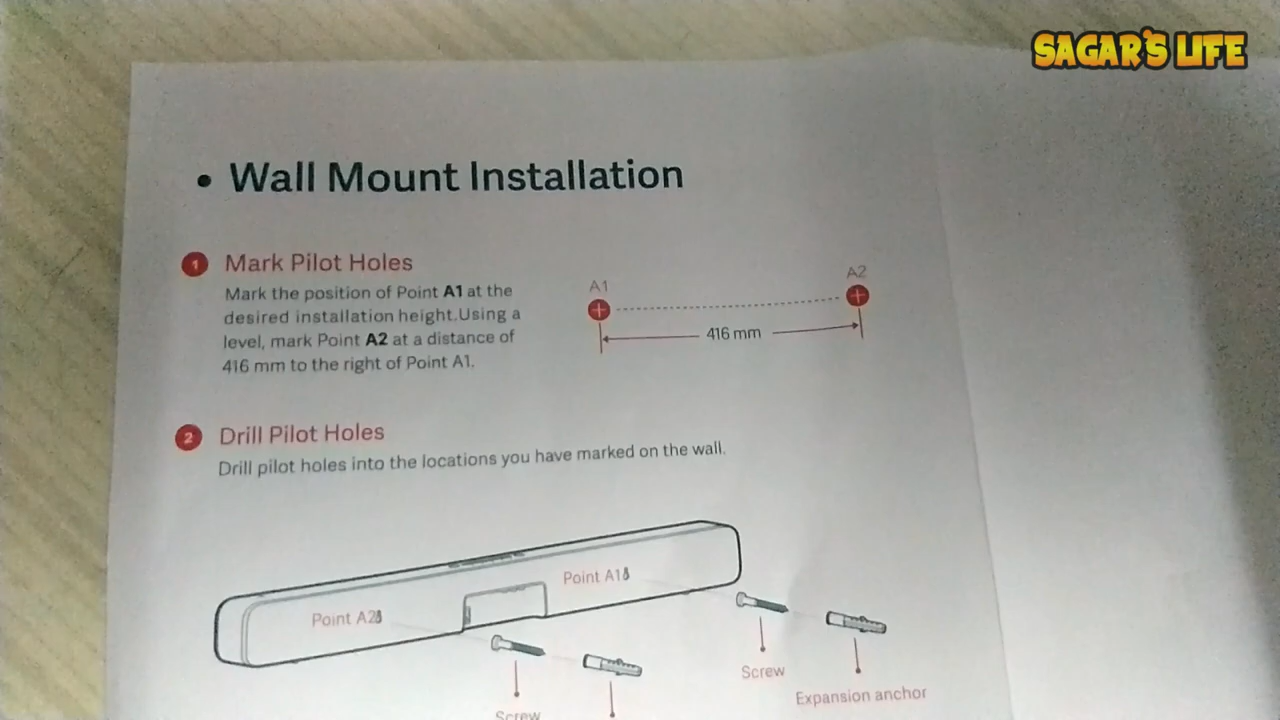 SAGAR'S LIFE
• Wall Mount Installation
1 Mark Pilot Holes
Mark the position of Point A1 at the
desired installation height.Using a
level, mark Point A2 at a distance of
416 mm to the right of Point A1.
A1
A2
416 mm
2 Drill Pilot Holes
Drill pilot holes into the locations you have marked on the wall.
Point A1
Point A2
Screw
Expansion anchor
Screw